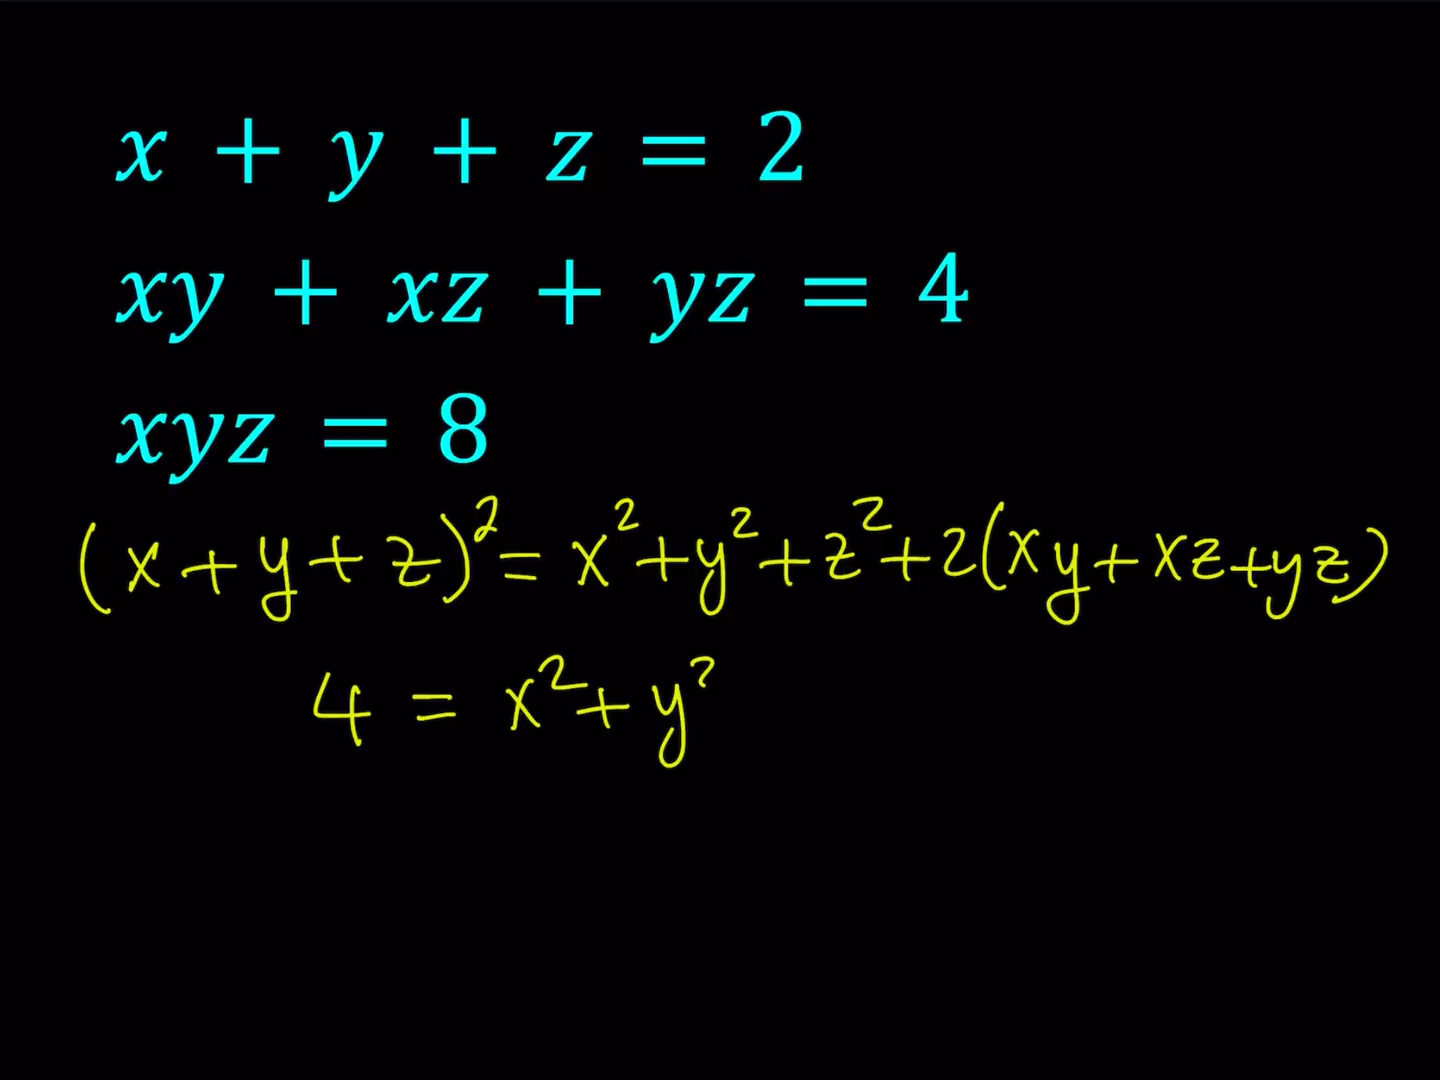 x + y + z = 2
xy + xz + yz = 4
xyz = 8
(x+y+z)²= x²+y²+z²+2(xy+xz+yz)
4 = x²+y²